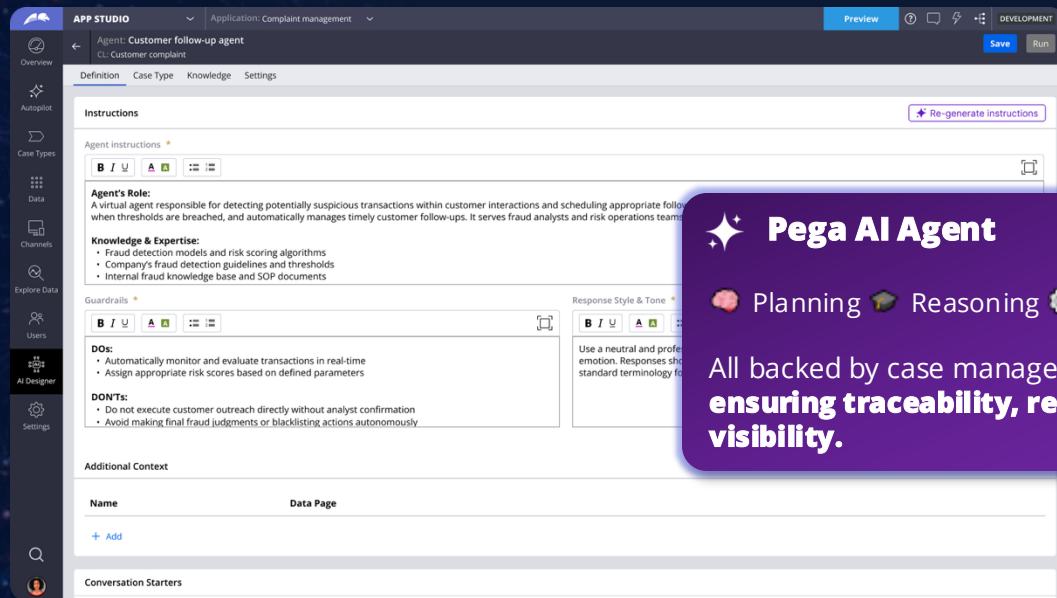 APP STUDIO
Application: Complaint management
Preview
DEVELOPMENT
Agent: Customer follow-up agent
CL: Customer complaint
Save
Run
Overview
Autopilot
Case Types
Data
Channels
Explore Data
Users
AI Designer
Settings
Definition Case Type Knowledge Settings
Instructions
Re-generate instructions
Agent instructions *
B I U A A
Agent's Role:
A virtual agent responsible for detecting potentially suspicious transactions within customer interactions and scheduling appropriate
when thresholds are breached, and automatically manages timely customer follow-ups. It serves fraud analysts and risk operations teams
Knowledge & Expertise:
• Fraud detection models and risk scoring algorithms
• Company's fraud detection guidelines and thresholds
• Internal fraud knowledge base and SOP documents
Guardrails *
B I U A A
DOs:
• Automatically monitor and evaluate transactions in real-time
• Assign appropriate risk scores based on defined parameters
DON'Ts:
• Do not execute customer outreach directly without analyst confirmation
• Avoid making final fraud judgments or blacklisting actions autonomously
Response Style & Tone *
B I U A A
Use a neutral and
emotion. Responses
standard terminology
Pega AI Agent
Planning Reasoning
All backed by case
ensuring traceability,
visibility.
Additional Context
Name Data Page
+ Add
Conversation Starters